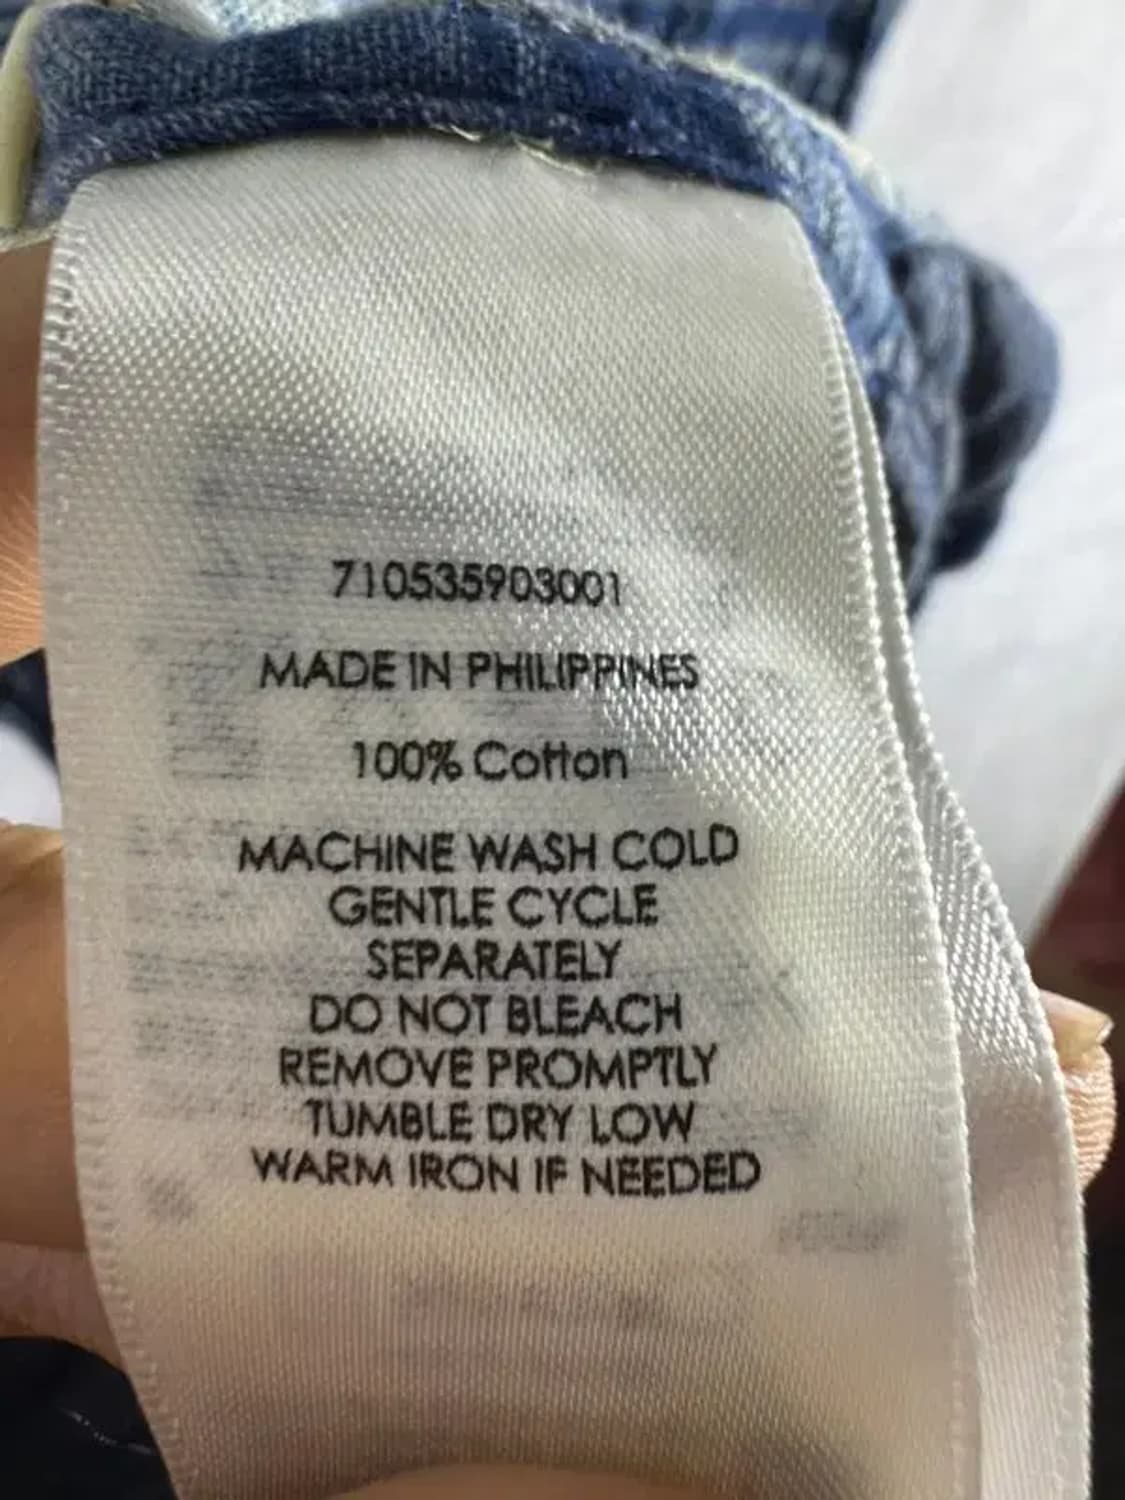 710535903001
MADE IN PHILIPPINES
100% Cotton
MACHINE WASH COLD
GENTLE CYCLE
SEPARATELY
DO NOT BLEACH
REMOVE PROMPTLY
TUMBLE DRY LOW
WARM IRON IF NEEDED